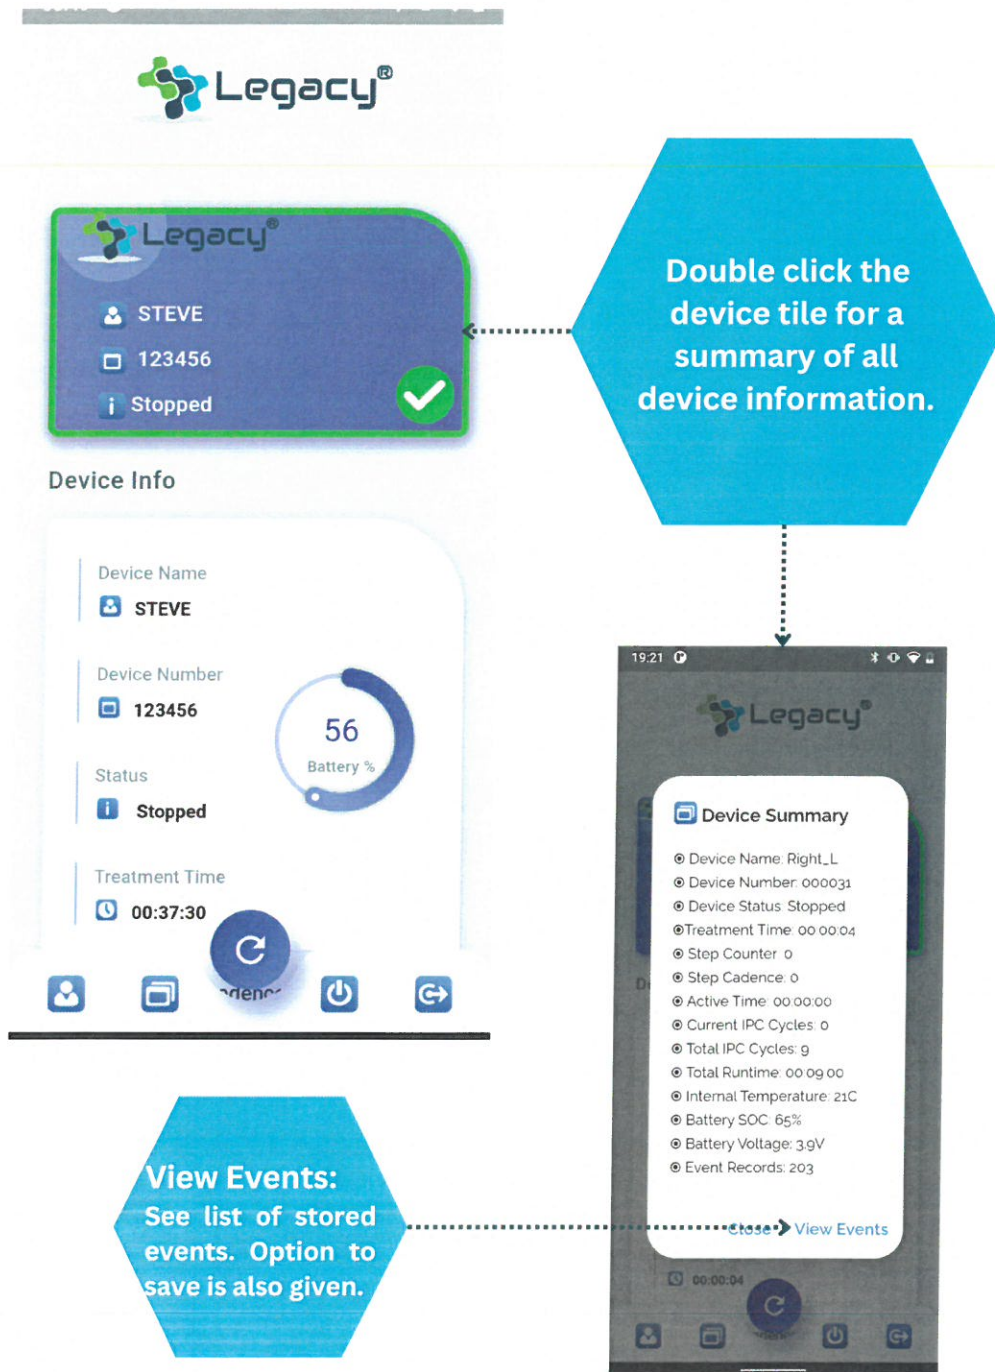 Legacy®
Legacy®
STEVE
123456
Stopped
Double click the
device tile for a
summary of all
device information.
Device Info
Device Name
STEVE
Device Number
123456
Status
Stopped
56
Battery %
Treatment Time
00:37:30
View Events:
See list of stored
events. Option to
save is also given.
19:21
Legacy®
Device Summary
Device Name: Right_L
Device Number: 000031
Device Status: Stopped
Treatment Time: 00:00:04
Step Counter: 0
Step Cadence: 0
Active Time: 00:00:00
Current IPC Cycles: 0
Total IPC Cycles: 9
Total Runtime: 00:09:00
Internal Temperature: 21C
Battery SOC: 65%
Battery Voltage: 3.9V
Event Records: 203
Close
View Events
00:00:04